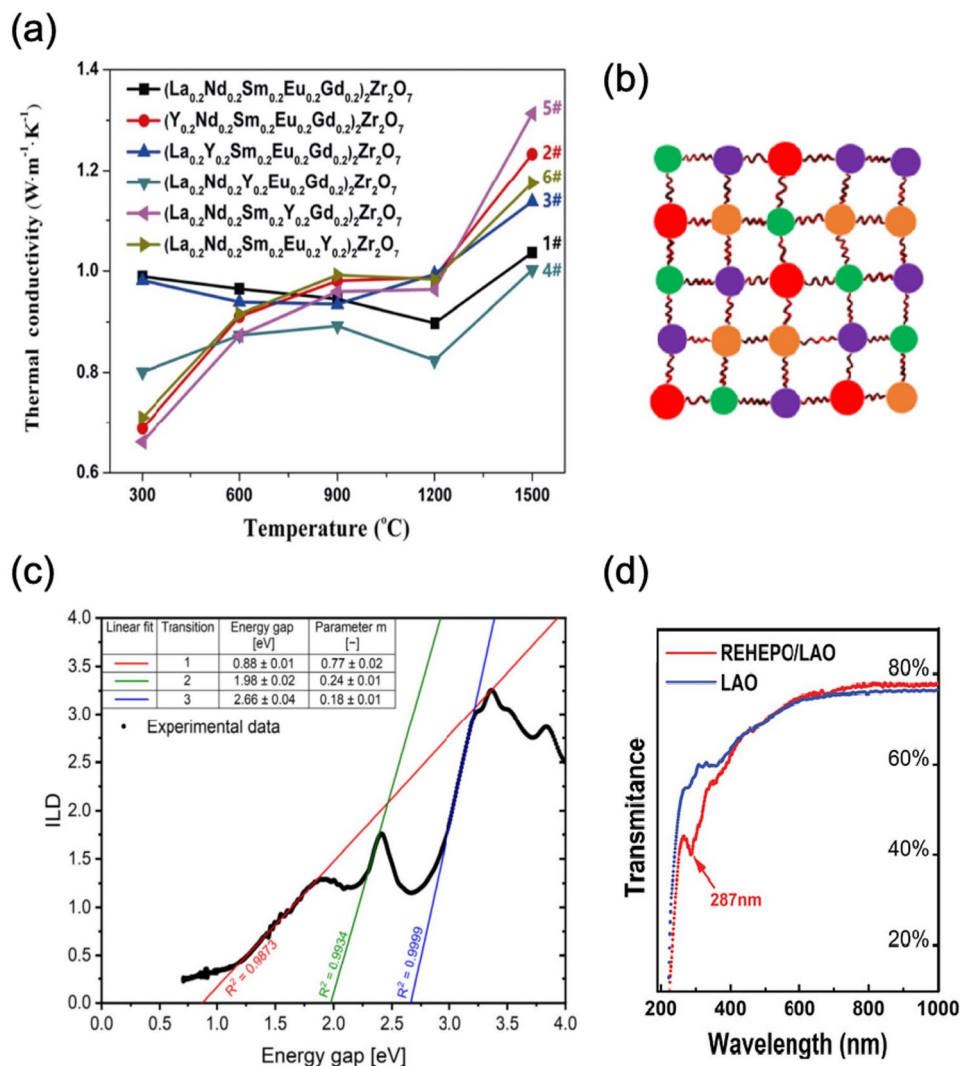 (a)
1.4
1.2
1.0
0.8
0.6
Thermal conductivity (W·m⁻¹·K⁻¹)
(La₀.₂Nd₀.₂Sm₀.₂Eu₀.₂Gd₀.₂)₂Zr₂O₇
(Y₀.₂Nd₀.₂Sm₀.₂Eu₀.₂Gd₀.₂)₂Zr₂O₇
(La₀.₂Y₀.₂Sm₀.₂Eu₀.₂Gd₀.₂)₂Zr₂O₇
(La₀.₂Nd₀.₂Y₀.₂Eu₀.₂Gd₀.₂)₂Zr₂O₇
(La₀.₂Nd₀.₂Sm₀.₂Y₀.₂Gd₀.₂)₂Zr₂O₇
(La₀.₂Nd₀.₂Sm₀.₂Eu₀.₂Y₀.₂)₂Zr₂O₇
5#
2#
6#
3#
1#
4#
300 600 900 1200 1500
Temperature (°C)
(b)
(c)
4.0
3.5
3.0
2.5
2.0
1.5
1.0
0.5
0.0
ILD
Linear fit Transition Energy gap [eV] Parameter m [−]
1 0.88 ± 0.01 0.77 ± 0.02
2 1.98 ± 0.02 0.24 ± 0.01
3 2.66 ± 0.04 0.18 ± 0.01
Experimental data
R² = 0.9873
R² = 0.9934
R² = 0.9999
0.0 0.5 1.0 1.5 2.0 2.5 3.0 3.5 4.0
Energy gap [eV]
(d)
REHEPO/LAO
LAO
80%
60%
40%
20%
287nm
Transmitance
200 400 600 800 1000
Wavelength (nm)